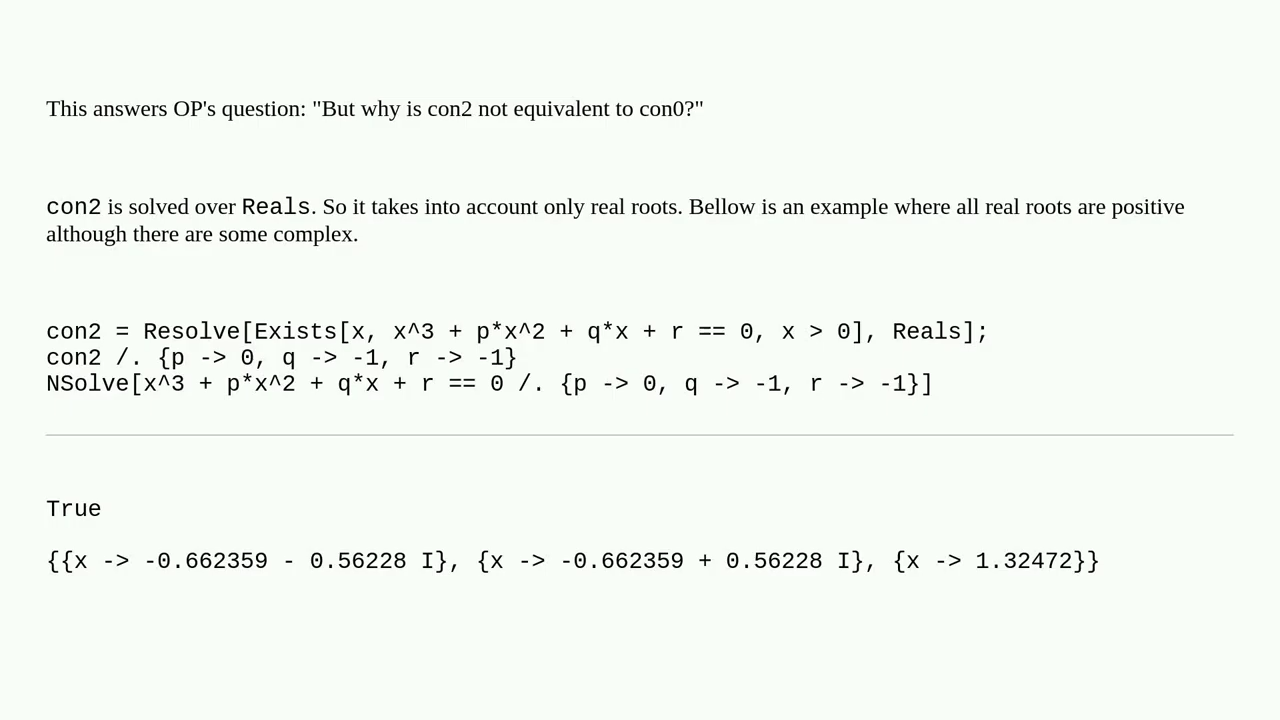 This answers OP's question: "But why is con2 not equivalent to con0?"
con2 is solved over Reals. So it takes into account only real roots. Bellow is an example where all real roots are positive
although there are some complex.
con2 = Resolve[Exists[x, x^3 + p*x^2 + q*x + r == 0, x > 0], Reals];
con2 /. {p -> 0, q -> -1, r -> -1}
NSolve[x^3 + p*x^2 + q*x + r == 0 /. {p -> 0, q -> -1, r -> -1}]
True
{{x -> -0.662359 - 0.56228 I}, {x -> -0.662359 + 0.56228 I}, {x -> 1.32472}}